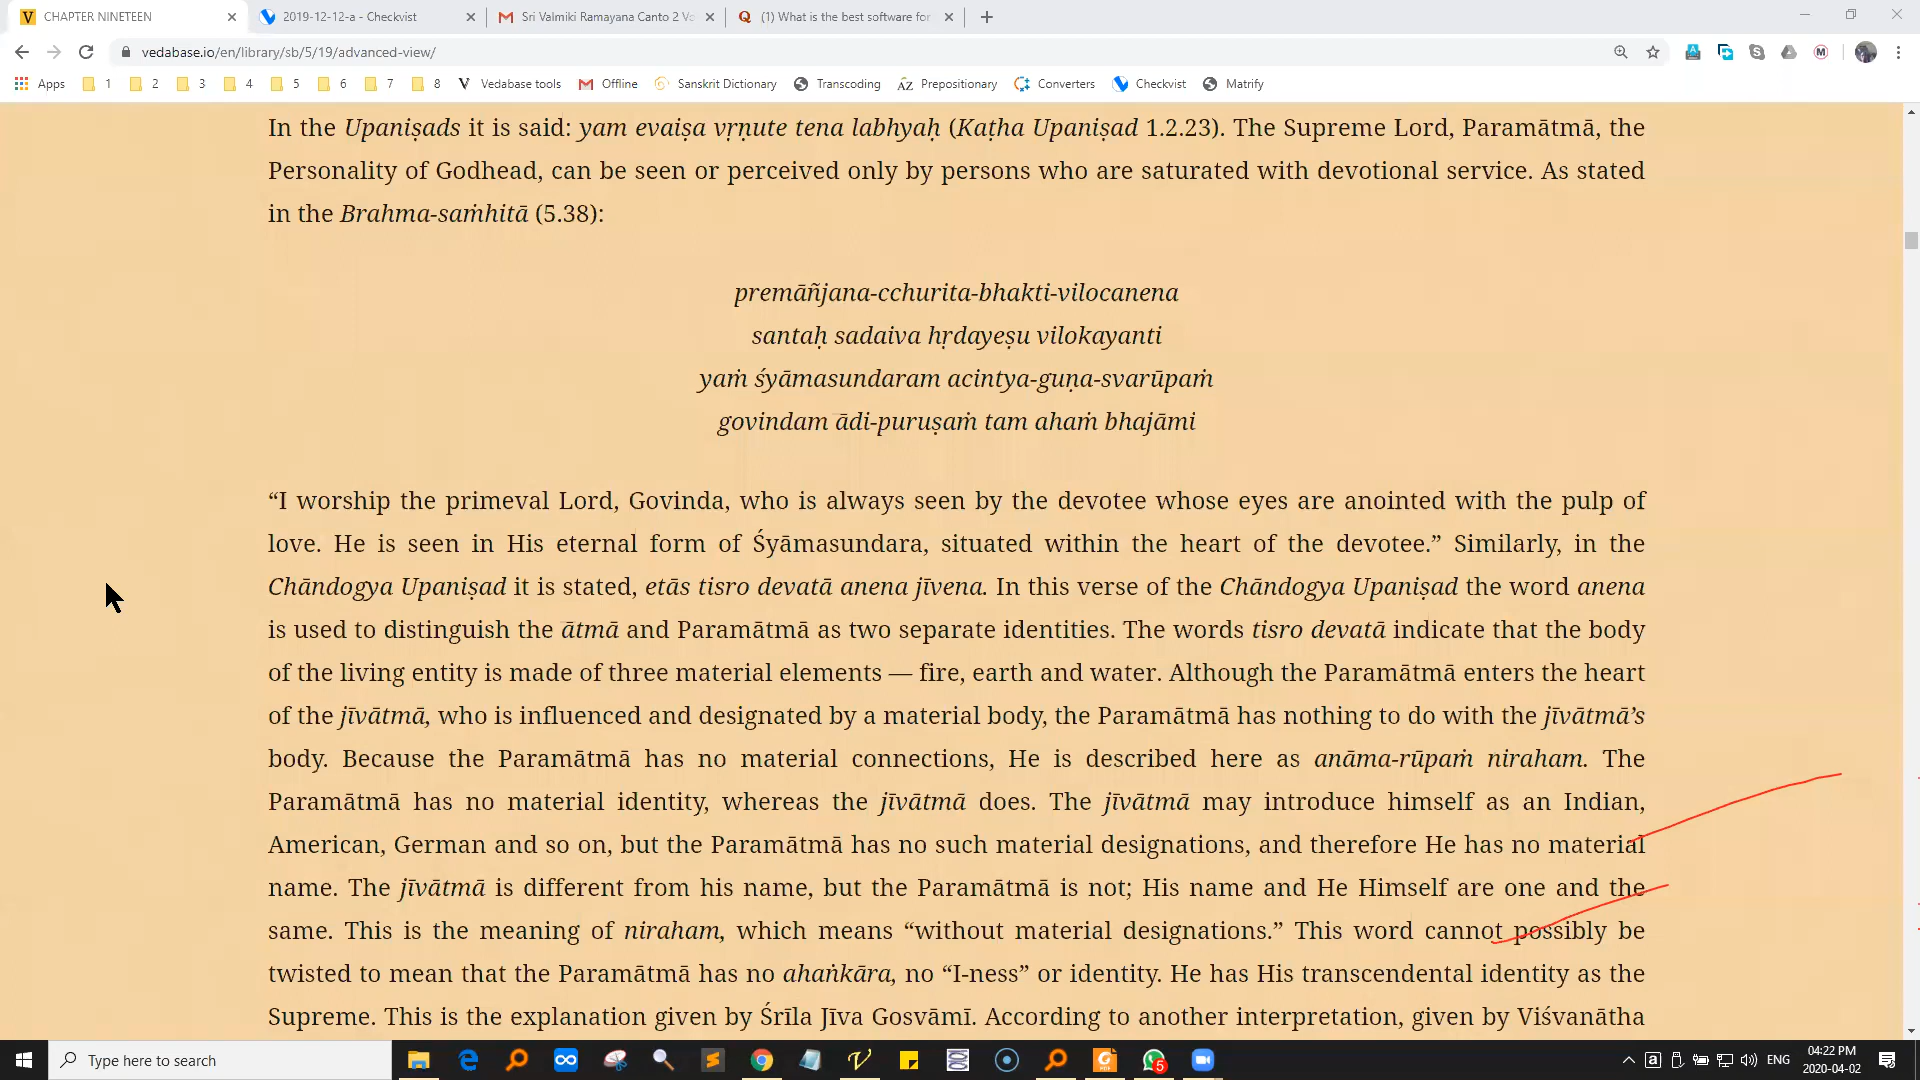 CHAPTER NINETEEN
2019-12-12-a - Checkvist
Sri Valmiki Ramayana Canto 2 Vo
(1) What is the best software for
vedabase.io/en/library/sb/5/19/advanced-view/
Apps 1 2 3 4 5 6 7 8 Vedabase tools Offline Sanskrit Dictionary Transcoding Prepositionary Converters Checkvist Matrify
In the Upaniṣads it is said: yam evaiṣa vṛṇute tena labhyaḥ (Kaṭha Upaniṣad 1.2.23). The Supreme Lord, Paramātmā, the
Personality of Godhead, can be seen or perceived only by persons who are saturated with devotional service. As stated
in the Brahma-saṁhitā (5.38):
premāñjana-cchurita-bhakti-vilocanena
santaḥ sadaiva hṛdayeṣu vilokayanti
yaṁ śyāmasundaram acintya-guṇa-svarūpaṁ
govindam ādi-puruṣaṁ tam ahaṁ bhajāmi
“I worship the primeval Lord, Govinda, who is always seen by the devotee whose eyes are anointed with the pulp of
love. He is seen in His eternal form of Śyāmasundara, situated within the heart of the devotee.” Similarly, in the
Chāndogya Upaniṣad it is stated, etās tisro devatā anena jīvena. In this verse of the Chāndogya Upaniṣad the word anena
is used to distinguish the ātmā and Paramātmā as two separate identities. The words tisro devatā indicate that the body
of the living entity is made of three material elements — fire, earth and water. Although the Paramātmā enters the heart
of the jīvātmā, who is influenced and designated by a material body, the Paramātmā has nothing to do with the jīvātmā’s
body. Because the Paramātmā has no material connections, He is described here as anāma-rūpaṁ niraham. The
Paramātmā has no material identity, whereas the jīvātmā does. The jīvātmā may introduce himself as an Indian,
American, German and so on, but the Paramātmā has no such material designations, and therefore He has no material
name. The jīvātmā is different from his name, but the Paramātmā is not; His name and He Himself are one and the
same. This is the meaning of niraham, which means “without material designations.” This word cannot possibly be
twisted to mean that the Paramātmā has no ahaṅkāra, no “I-ness” or identity. He has His transcendental identity as the
Supreme. This is the explanation given by Śrīla Jīva Gosvāmī. According to another interpretation, given by Viśvanātha
Type here to search
5
ENG
04:22 PM
2020-04-02